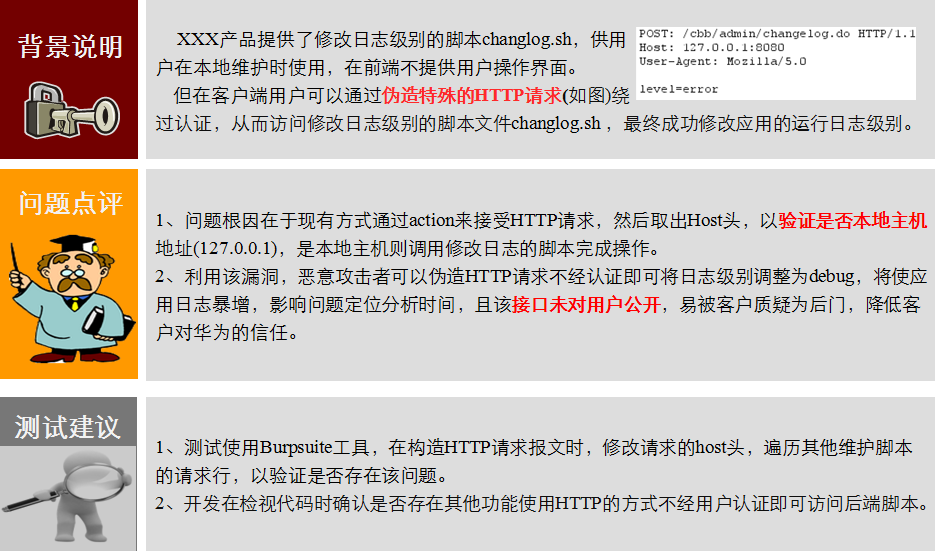 背景说明
XXX产品提供了修改日志级别的脚本changlog.sh，供用
户在本地维护时使用，在前端不提供用户操作界面。
但在客户端用户可以通过伪造特殊的HTTP请求(如图)绕
过认证，从而访问修改日志级别的脚本文件changlog.sh ，最终成功修改应用的运行日志级别。
POST: /cbb/admin/changelog.do HTTP/1.1
Host: 127.0.0.1:8080
User-Agent: Mozilla/5.0
level=error
问题点评
1、问题根因在于现有方式通过action来接受HTTP请求，然后取出Host头，以验证是否本地主机
地址(127.0.0.1)，是本地主机则调用修改日志的脚本完成操作。
2、利用该漏洞，恶意攻击者可以伪造HTTP请求不经认证即可将日志级别调整为debug，将使应
用日志暴增，影响问题定位分析时间，且该接口未对用户公开，易被客户质疑为后门，降低客
户对华为的信任。
测试建议
1、测试使用Burpsuite工具，在构造HTTP请求报文时，修改请求的host头，遍历其他维护脚本
的请求行，以验证是否存在该问题。
2、开发在检视代码时确认是否存在其他功能使用HTTP的方式不经用户认证即可访问后端脚本。